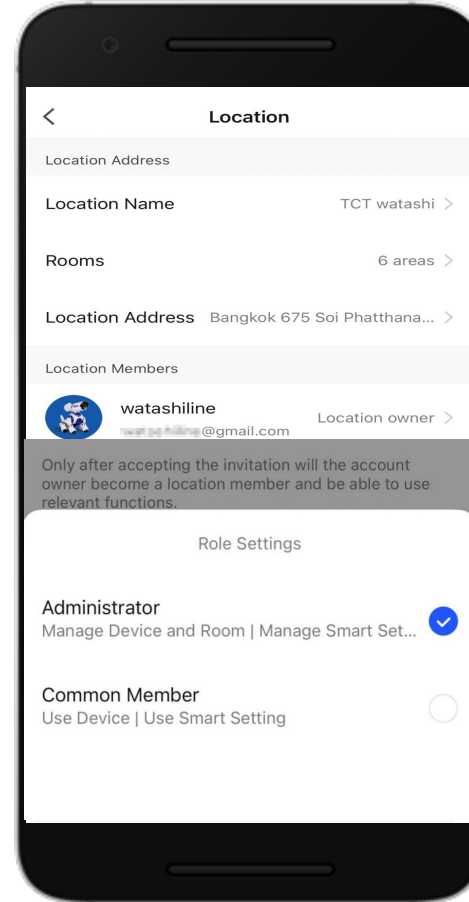 Location
Location Address
Location Name TCT watashi
Rooms 6 areas
Location Address Bangkok 675 Soi Phatthana...
Location Members
watashiline
Location owner
@gmail.com
Only after accepting the invitation will the account
owner become a location member and be able to use
relevant functions.
Role Settings
Administrator
Manage Device and Room | Manage Smart Set...
Common Member
Use Device | Use Smart Setting